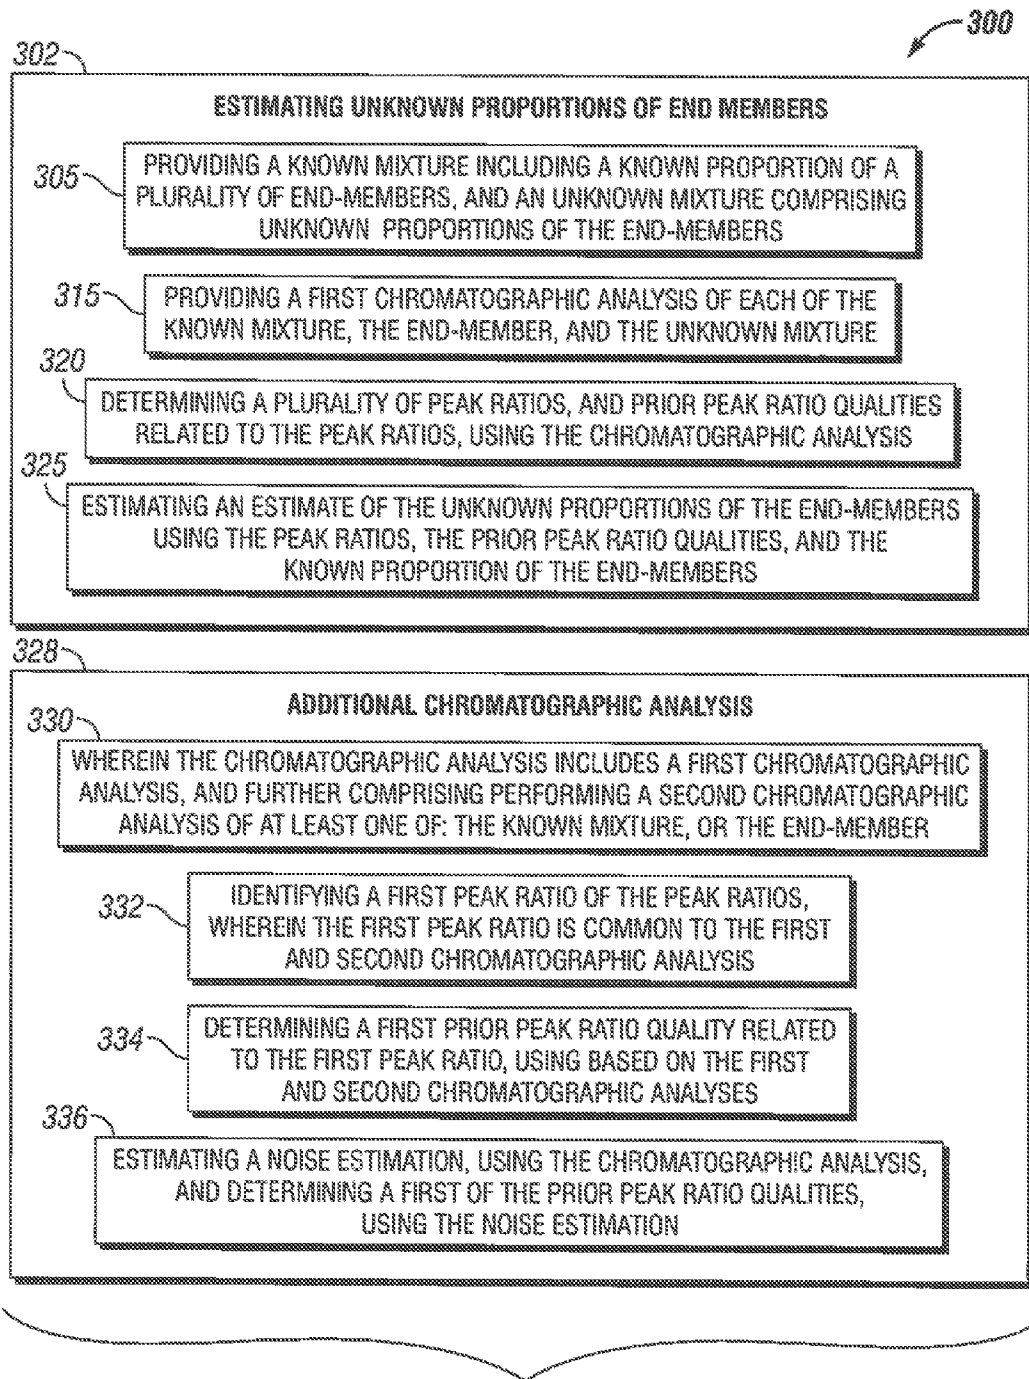 300
302
ESTIMATING UNKNOWN PROPORTIONS OF END MEMBERS
305
PROVIDING A KNOWN MIXTURE INCLUDING A KNOWN PROPORTION OF A
PLURALITY OF END-MEMBERS, AND AN UNKNOWN MIXTURE COMPRISING
UNKNOWN PROPORTIONS OF THE END-MEMBERS
315
PROVIDING A FIRST CHROMATOGRAPHIC ANALYSIS OF EACH OF THE
KNOWN MIXTURE, THE END-MEMBER, AND THE UNKNOWN MIXTURE
320
DETERMINING A PLURALITY OF PEAK RATIOS, AND PRIOR PEAK RATIO QUALITIES
RELATED TO THE PEAK RATIOS, USING THE CHROMATOGRAPHIC ANALYSIS
325
ESTIMATING AN ESTIMATE OF THE UNKNOWN PROPORTIONS OF THE END-MEMBERS
USING THE PEAK RATIOS, THE PRIOR PEAK RATIO QUALITIES, AND THE
KNOWN PROPORTION OF THE END-MEMBERS
328
ADDITIONAL CHROMATOGRAPHIC ANALYSIS
330
WHEREIN THE CHROMATOGRAPHIC ANALYSIS INCLUDES A FIRST CHROMATOGRAPHIC
ANALYSIS, AND FURTHER COMPRISING PERFORMING A SECOND CHROMATOGRAPHIC
ANALYSIS OF AT LEAST ONE OF: THE KNOWN MIXTURE, OR THE END-MEMBER
332
IDENTIFYING A FIRST PEAK RATIO OF THE PEAK RATIOS,
WHEREIN THE FIRST PEAK RATIO IS COMMON TO THE FIRST
AND SECOND CHROMATOGRAPHIC ANALYSIS
334
DETERMINING A FIRST PRIOR PEAK RATIO QUALITY RELATED
TO THE FIRST PEAK RATIO, USING BASED ON THE FIRST
AND SECOND CHROMATOGRAPHIC ANALYSES
336
ESTIMATING A NOISE ESTIMATION, USING THE CHROMATOGRAPHIC ANALYSIS,
AND DETERMINING A FIRST OF THE PRIOR PEAK RATIO QUALITIES,
USING THE NOISE ESTIMATION